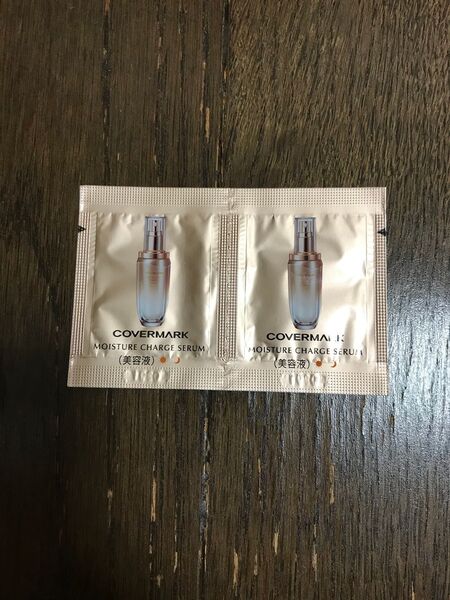 COVERMARK
MOISTURE CHARGE SERUM
(美容液)
COVERMARK
MOISTURE CHARGE SERUM
(美容液)